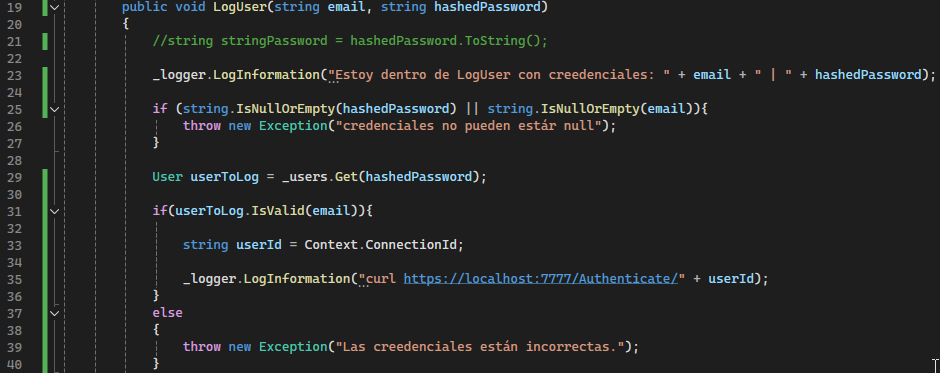 19 public void LogUser(string email, string hashedPassword)
20 {
21 //string stringPassword = hashedPassword.ToString();
22
23 _logger.LogInformation("Estoy dentro de LogUser con creedenciales: " + email + " | " + hashedPassword);
24
25 if (string.IsNullOrEmpty(hashedPassword) || string.IsNullOrEmpty(email)){
26 throw new Exception("credenciales no pueden estár null");
27 }
28
29 User userToLog = _users.Get(hashedPassword);
30
31 if(userToLog.IsValid(email)){
32
33 string userId = Context.ConnectionId;
34
35 _logger.LogInformation("curl https://localhost:7777/Authenticate/" + userId);
36 }
37 else
38 {
39 throw new Exception("Las creedenciales están incorrectas.");
40 }